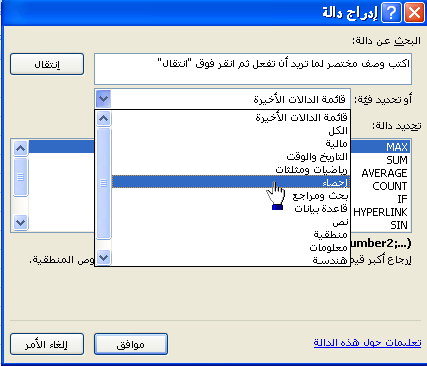 إدراج دالة
البحث عن دالة:
اكتب وصف مختصر لما تريد أن تفعل ثم انقر فوق "انتقال"
إنتقال
أو تحديد فئة:
قائمة الدالات الأخيرة
قائمة الدالات الأخيرة
الكل
مالية
التاريخ والوقت
رياضيات ومثلثات
إحصاء
بحث ومراجع
قاعدة بيانات
نص
منطقية
معلومات
هندسة
تحديد دالة:
MAX
SUM
AVERAGE
COUNT
IF
HYPERLINK
SIN
umber2;...)
إرجاع أكبر قيم
وص المنطقية.
تعليمات حول هذه الدالة
موافق
إلغاء الأمر